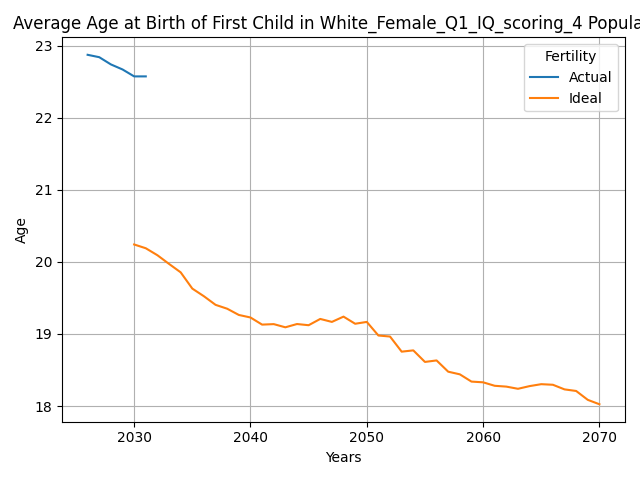 Average Age at Birth of First Child in White_Female_Q1_IQ_scoring_4 Popula
Fertility
Actual
Ideal
23
22
21
20
19
18
Age
2030 2040 2050 2060 2070
Years